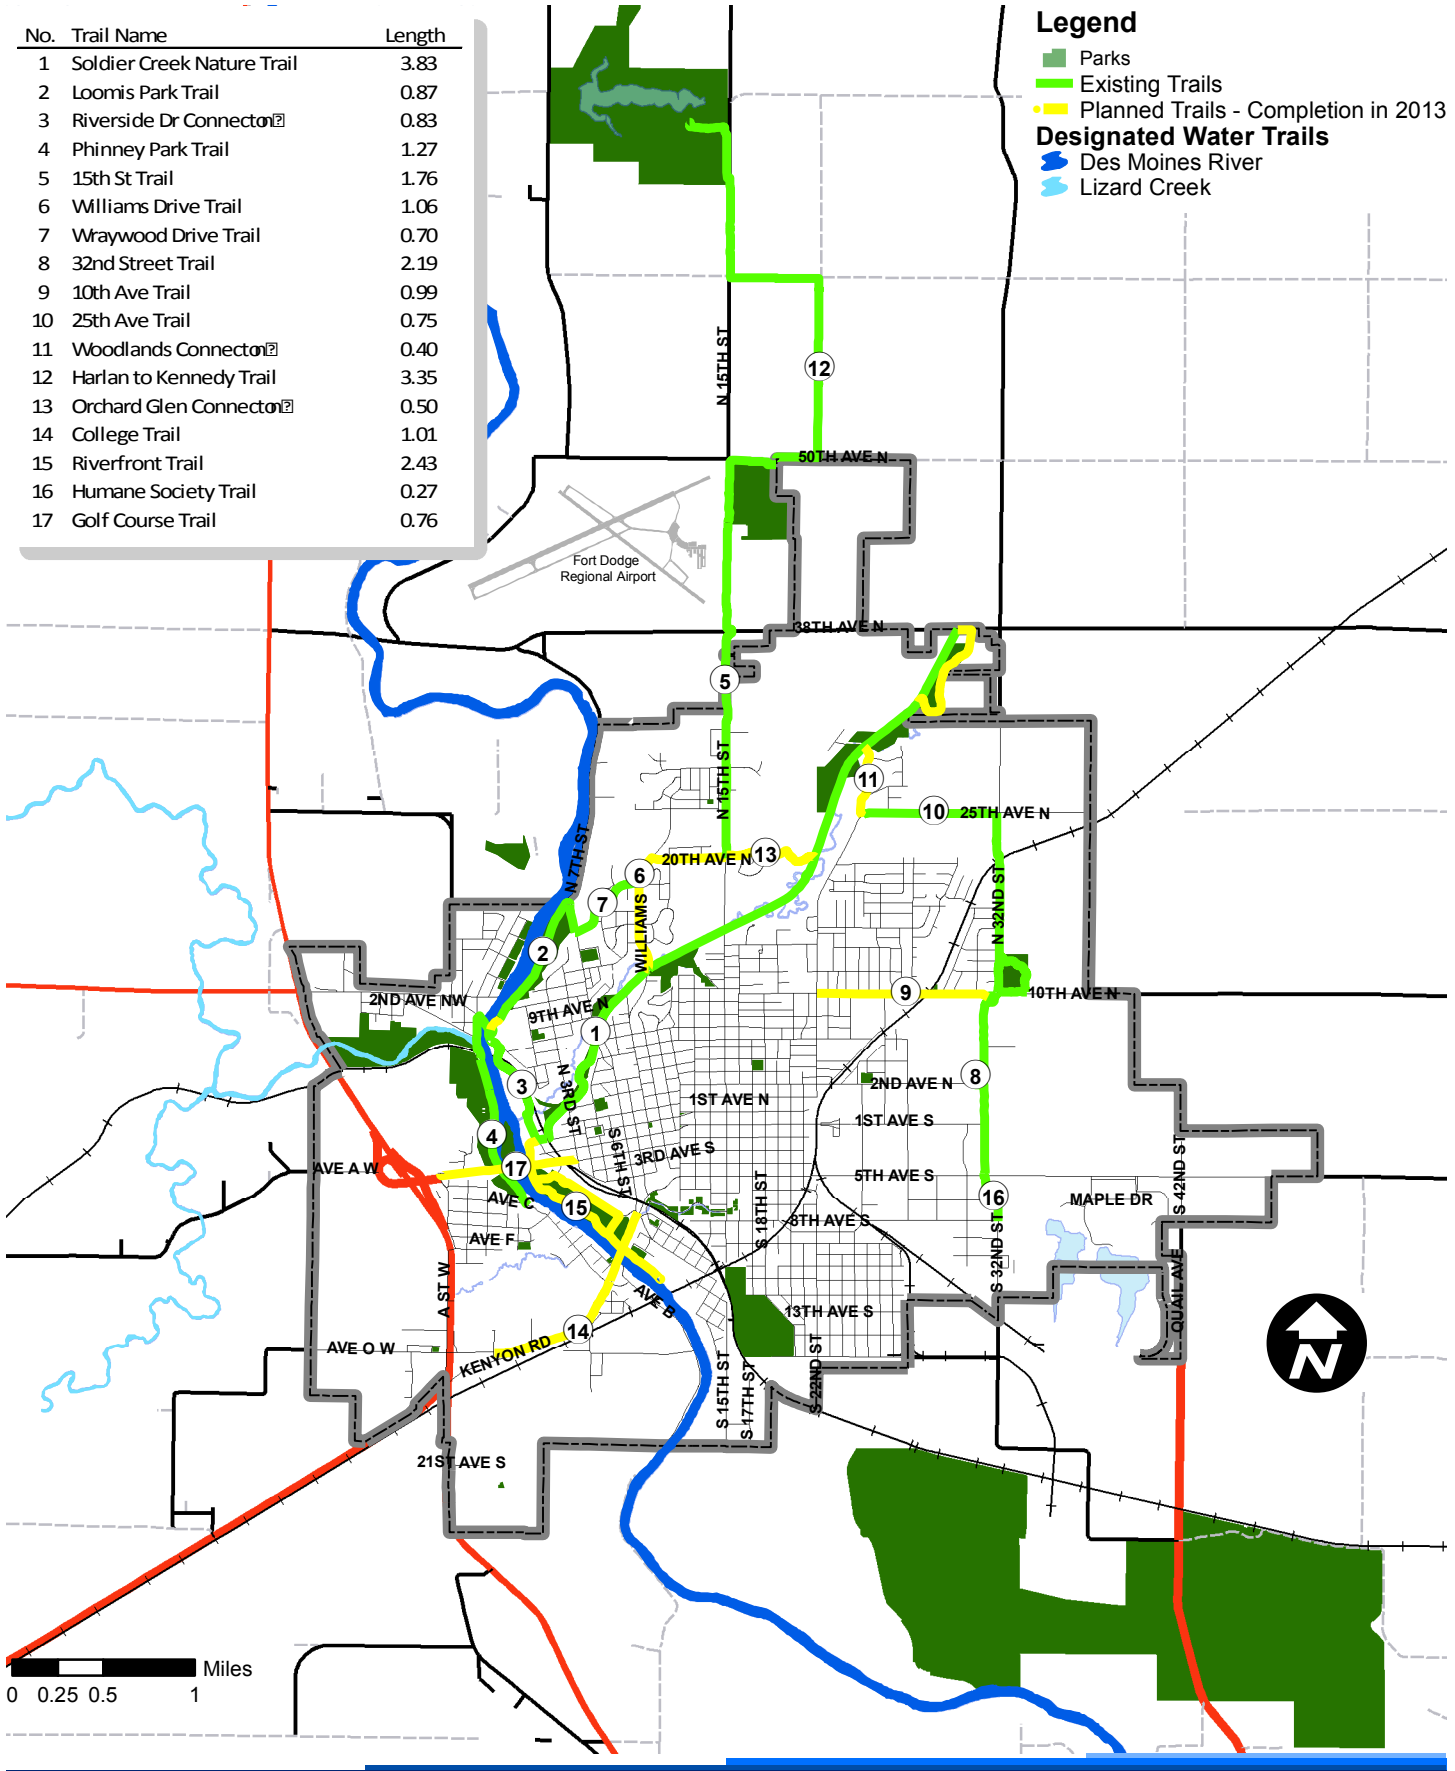 No. Trail Name Length
1 Soldier Creek Nature Trail 3.83
2 Loomis Park Trail 0.87
3 Riverside Dr Connecton 0.83
4 Phinney Park Trail 1.27
5 15th St Trail 1.76
6 Williams Drive Trail 1.06
7 Wraywood Drive Trail 0.70
8 32nd Street Trail 2.19
9 10th Ave Trail 0.99
10 25th Ave Trail 0.75
11 Woodlands Connecton 0.40
12 Harlan to Kennedy Trail 3.35
13 Orchard Glen Connecton 0.50
14 College Trail 1.01
15 Riverfront Trail 2.43
16 Humane Society Trail 0.27
17 Golf Course Trail 0.76
Legend
Parks
Existing Trails
Planned Trails - Completion in 2013
Designated Water Trails
Des Moines River
Lizard Creek
N 15TH ST
12
50TH AVE N
Fort Dodge
Regional Airport
38TH AVE N
5
N 15TH ST
11
10
25TH AVE N
N 7TH ST
20TH AVE N
13
6
7
WILLIAMS
N 32ND ST
2
2ND AVE NW
9TH AVE N
9
10TH AVE N
1
3
N 3RD ST
8
2ND AVE N
1ST AVE N
1ST AVE S
4
S 6TH ST
3RD AVE S
17
AVE A W
5TH AVE S
S 42ND ST
AVE C
15
S 18TH ST
16
MAPLE DR
8TH AVE S
AVE F
S 32ND ST
QUAIL AVE
A ST W
AVE B
13TH AVE S
14
KENYON RD
AVE O W
S 15TH ST
S 17TH ST
S 22ND ST
N
21ST AVE S
Miles
0 0.25 0.5 1